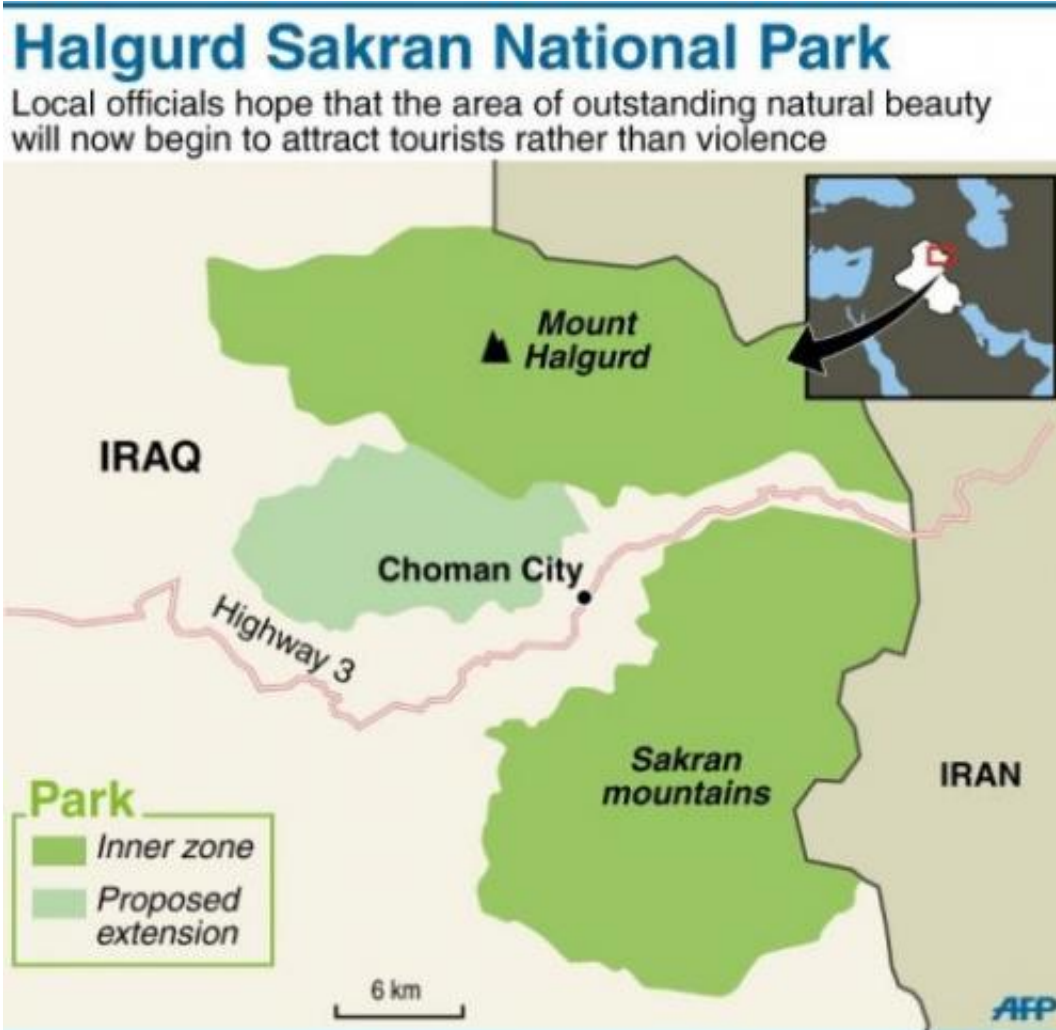 Halgurd Sakran National Park
Local officials hope that the area of outstanding natural beauty
will now begin to attract tourists rather than violence
Mount
Halgurd
IRAQ
Choman City
Highway 3
Sakran
mountains
IRAN
Park
Inner zone
Proposed
extension
6 km
AFP